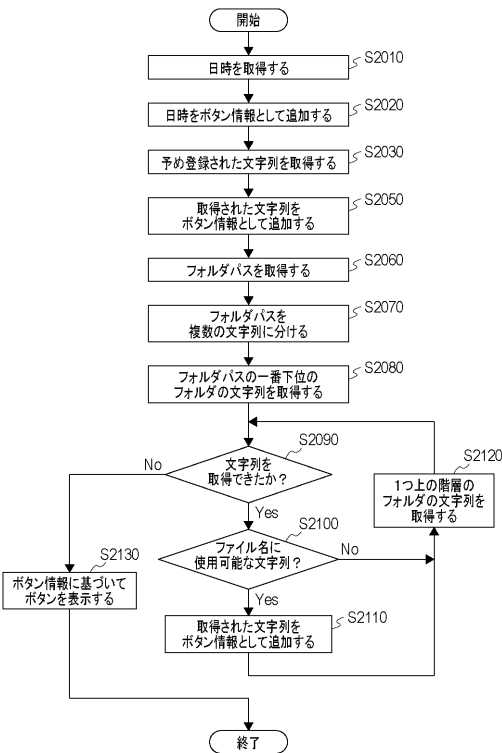 開始
日時を取得する
S2010
日時をボタン情報として追加する
S2020
予め登録された文字列を取得する
S2030
取得された文字列を
ボタン情報として追加する
S2050
フォルダパスを取得する
S2060
フォルダパスを
複数の文字列に分ける
S2070
フォルダパスの一番下位の
フォルダの文字列を取得する
S2080
文字列を
取得できたか？
S2090
No
Yes
1つ上の階層の
フォルダの文字列を
取得する
S2120
ファイル名に
使用可能な文字列？
S2100
No
Yes
ボタン情報に基づいて
ボタンを表示する
S2130
取得された文字列を
ボタン情報として追加する
S2110
終了